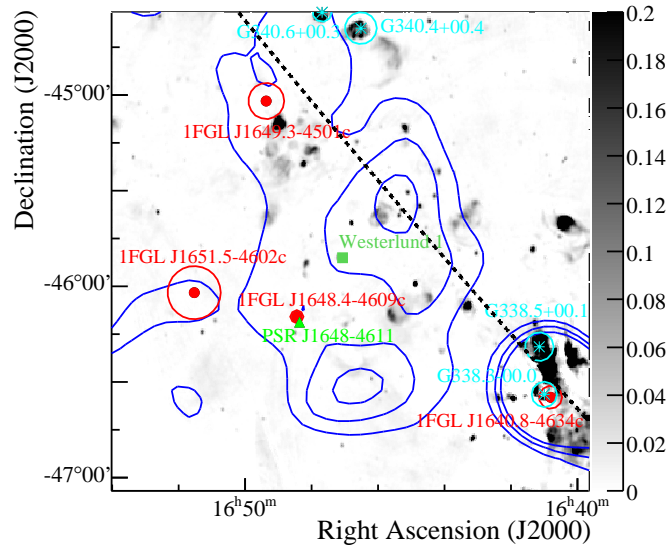 0.2
G340.6+00.3
G340.4+00.4
0.18
-45°00′
0.16
1FGL J1649.3-4501c
0.14
Declination (J2000)
0.12
Westerlund 1
1FGL J1651.5-4602c
0.1
-46°00′
1FGL J1648.4-4609c
G338.5+00.1
0.08
PSR J1648-4611
0.06
G338.3-00.0
0.04
1FGL J1640.8-4634c
0.02
-47°00′
0
16h50m
16h40m
Right Ascension (J2000)